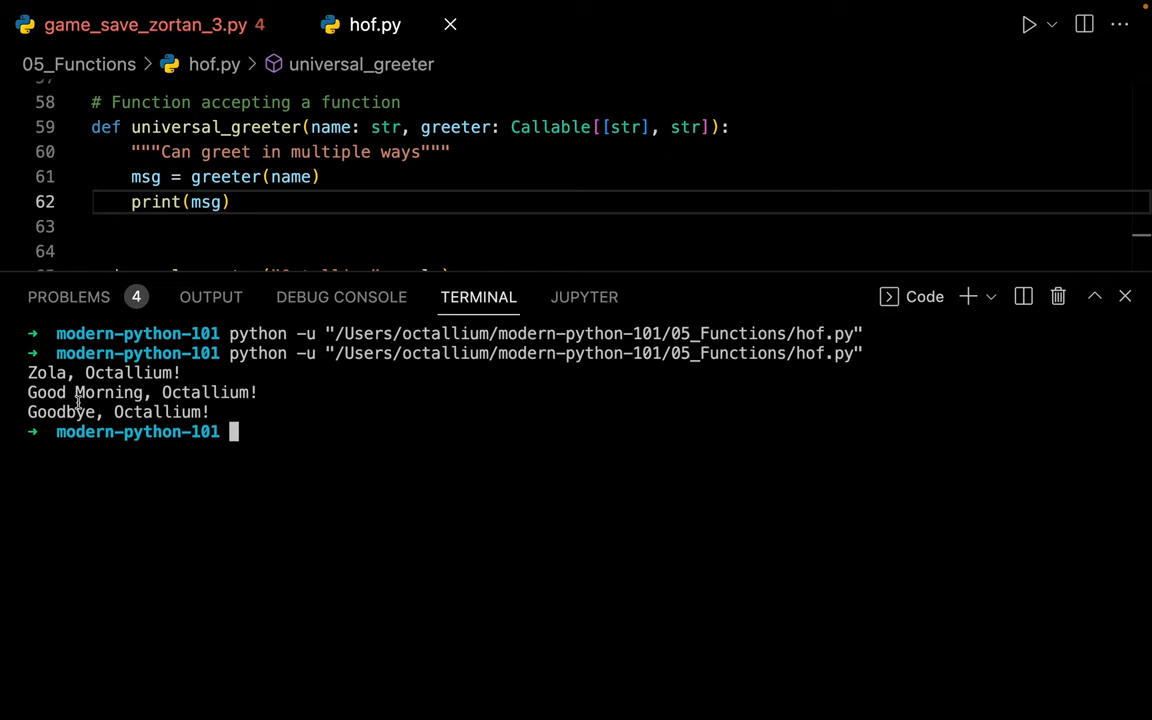 game_save_zortan_3.py 4 hof.py
05_Functions > hof.py > universal_greeter
58 # Function accepting a function
59 def universal_greeter(name: str, greeter: Callable[[str], str]):
60 """Can greet in multiple ways"""
61 msg = greeter(name)
62 print(msg)
63
64
PROBLEMS 4 OUTPUT DEBUG CONSOLE TERMINAL JUPYTER Code
➜ modern-python-101 python -u "/Users/octallium/modern-python-101/05_Functions/hof.py"
➜ modern-python-101 python -u "/Users/octallium/modern-python-101/05_Functions/hof.py"
Zola, Octallium!
Good Morning, Octallium!
Goodbye, Octallium!
➜ modern-python-101